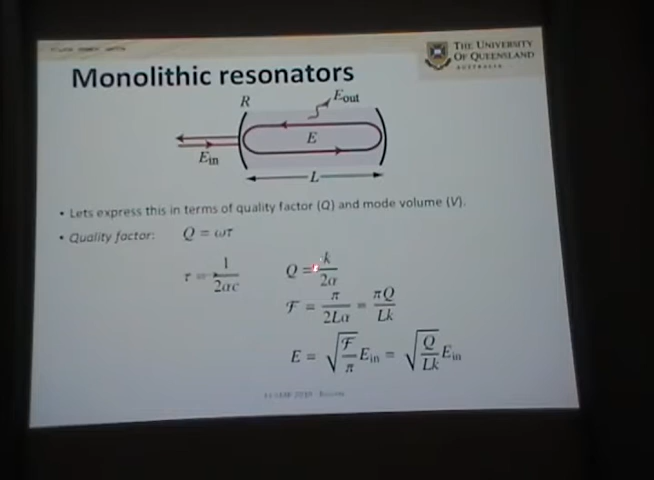 THE UNIVERSITY
OF QUEENSLAND
AUSTRALIA
Monolithic resonators
R
E_out
E
E_in
L
• Lets express this in terms of quality factor (Q) and mode volume (V).
• Quality factor: Q = ωτ
τ = 1/(2αc)
Q = k/(2α)
ℱ = π/(2Lα) = πQ/(Lk)
E = √(ℱ/π) E_in = √(Q/(Lk)) E_in